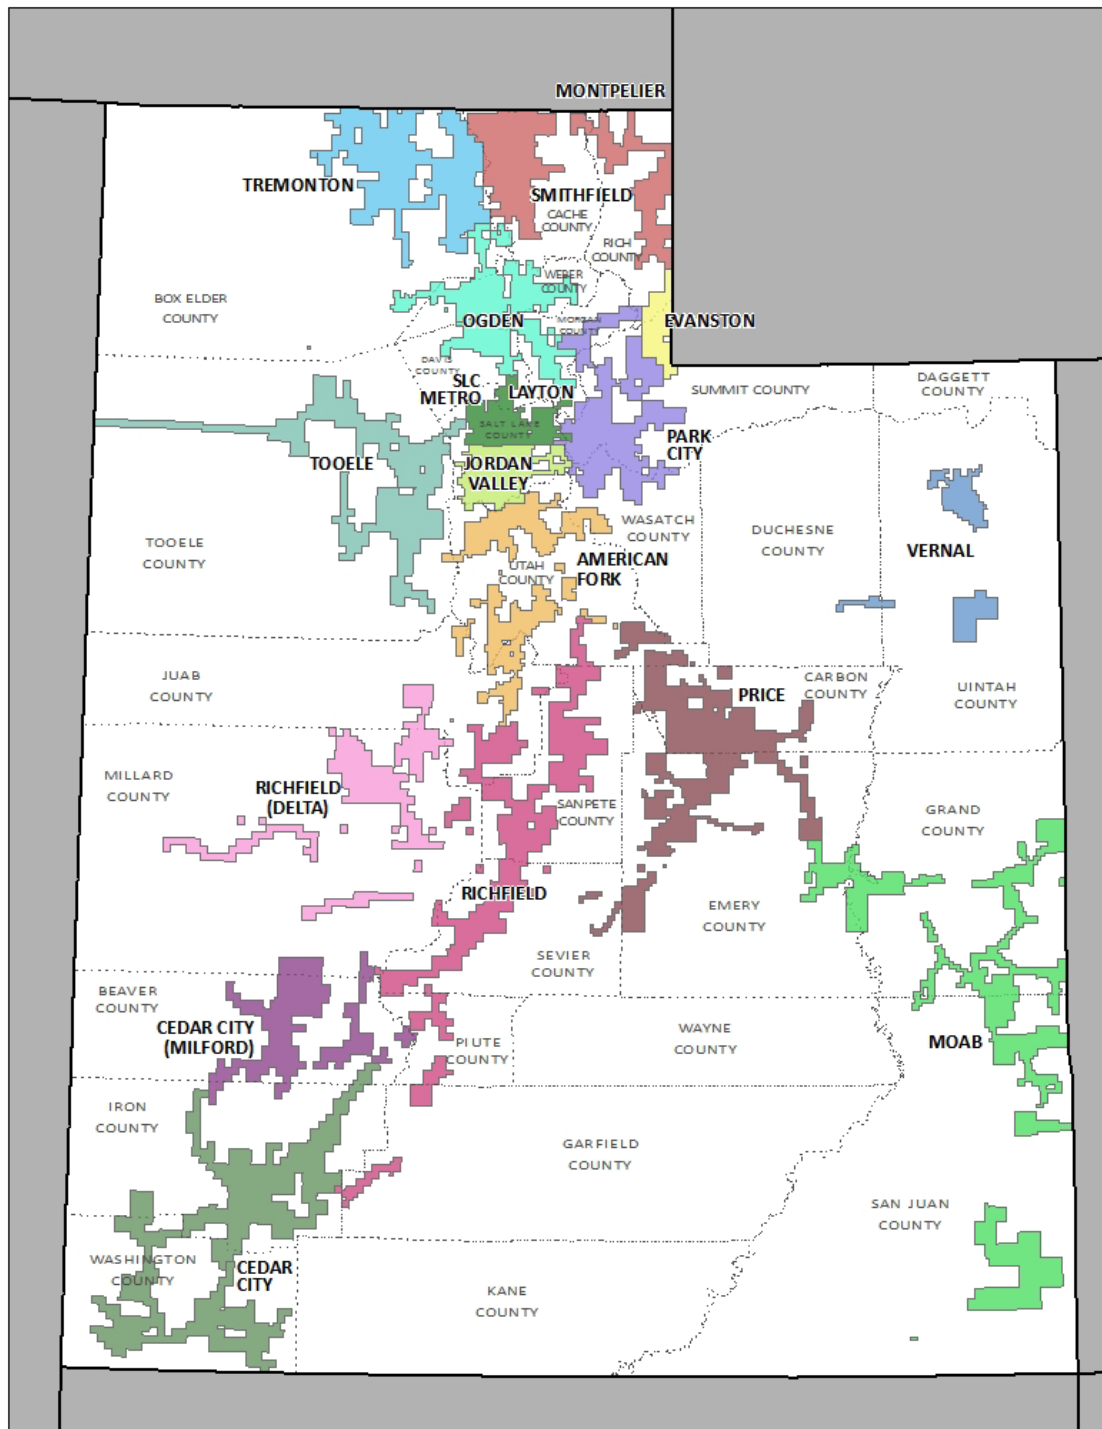 MONTPELIER
TREMONTON
SMITHFIELD
CACHE
COUNTY
RICH
COUNTY
WEBER
COUNTY
BOX ELDER
COUNTY
OGDEN
MORGAN
COUNTY
EVANSTON
DAVIS
COUNTY
SLC
METRO
LAYTON
SUMMIT COUNTY
DAGGETT
COUNTY
SALT LAKE
COUNTY
PARK
CITY
TOOELE
JORDAN
VALLEY
TOOELE
COUNTY
WASATCH
COUNTY
DUCHESNE
COUNTY
VERNAL
UTAH
COUNTY
AMERICAN
FORK
JUAB
COUNTY
PRICE
CARBON
COUNTY
UINTAH
COUNTY
MILLARD
COUNTY
RICHFIELD
(DELTA)
SANPETE
COUNTY
GRAND
COUNTY
RICHFIELD
EMERY
COUNTY
SEVIER
COUNTY
BEAVER
COUNTY
CEDAR CITY
(MILFORD)
PIUTE
COUNTY
WAYNE
COUNTY
MOAB
IRON
COUNTY
GARFIELD
COUNTY
SAN JUAN
COUNTY
WASHINGTON
COUNTY
CEDAR
CITY
KANE
COUNTY